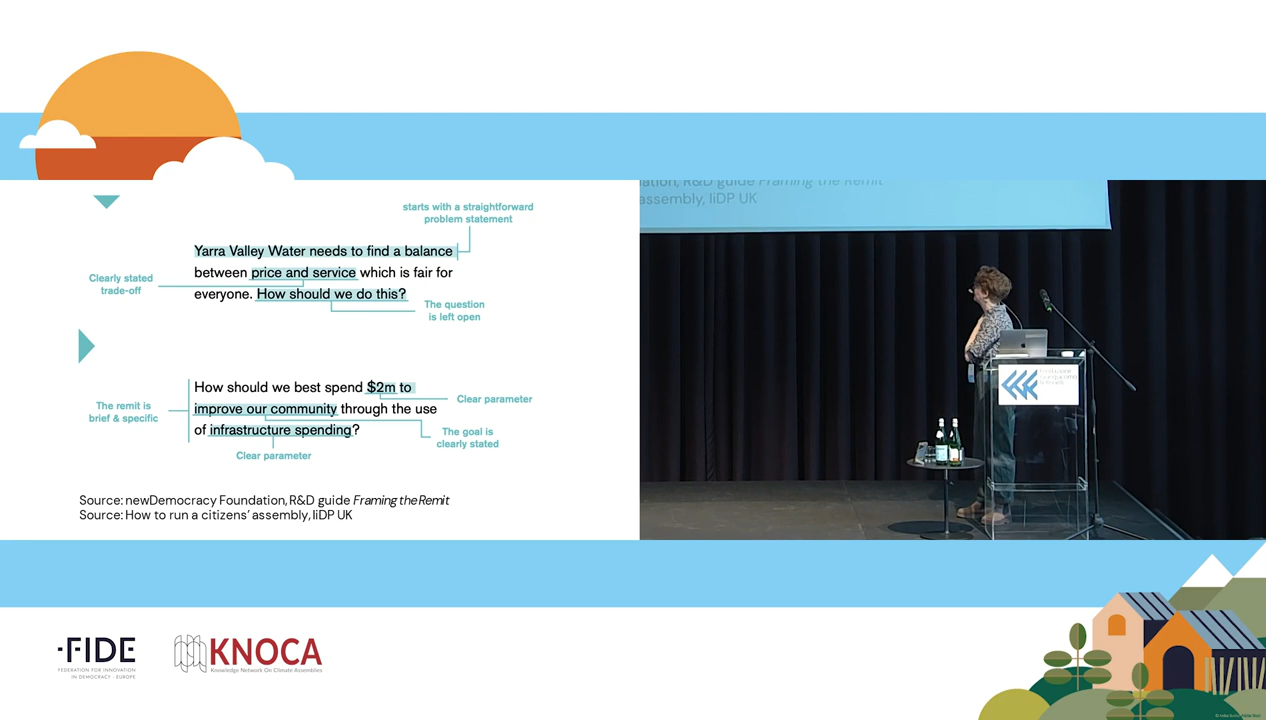 starts with a straightforward
problem statement
Yarra Valley Water needs to find a balance
between price and service which is fair for
everyone. How should we do this?
Clearly stated
trade-off
The question
is left open
How should we best spend $2m to
improve our community through the use
of infrastructure spending?
The remit is
brief & specific
Clear parameter
The goal is
clearly stated
Clear parameter
Source: newDemocracy Foundation, R&D guide Framing the Remit
Source: How to run a citizens' assembly, IiDP UK
Foundation, R&D guide Framing the Remit
assembly, IiDP UK
·FIDE
FEDERATION FOR INNOVATION
IN DEMOCRACY - EUROPE
KNOCA
Knowledge Network On Climate Assemblies